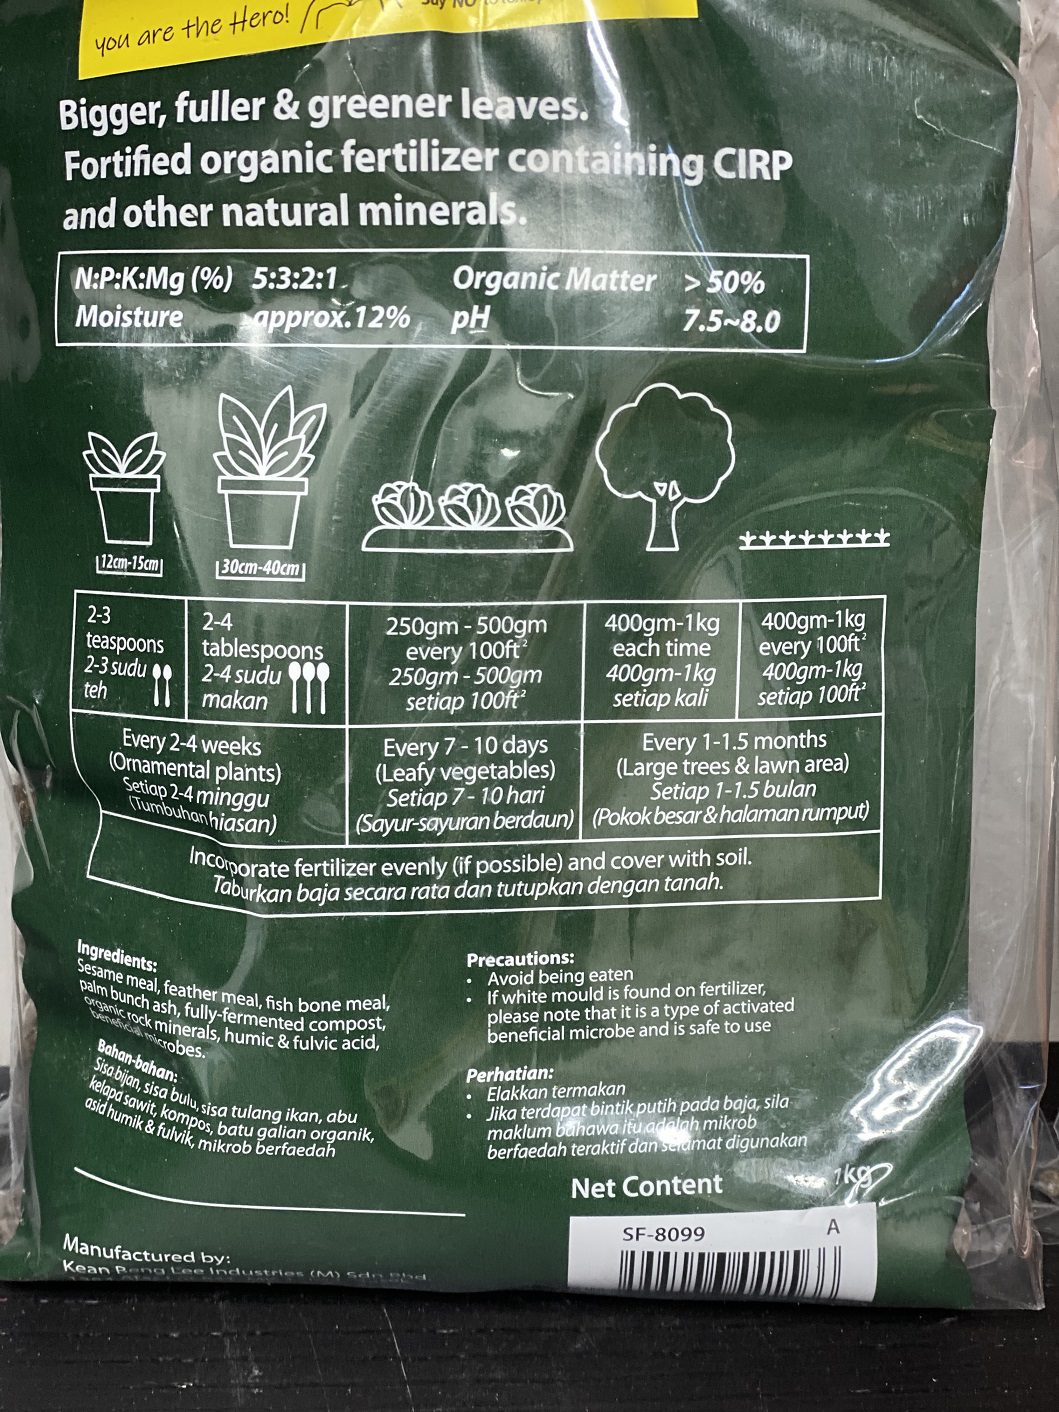 you are the Hero!
Say NO
Bigger, fuller & greener leaves.
Fortified organic fertilizer containing CIRP
and other natural minerals.
N:P:K:Mg (%) 5:3:2:1 Organic Matter > 50%
Moisture approx.12% pH 7.5~8.0
12cm-15cm
30cm-40cm
2-3
teaspoons
2-3 sudu
teh
2-4
tablespoons
2-4 sudu
makan
250gm - 500gm
every 100ft²
250gm - 500gm
setiap 100ft²
400gm-1kg
each time
400gm-1kg
setiap kali
400gm-1kg
every 100ft²
400gm-1kg
setiap 100ft²
Every 2-4 weeks
(Ornamental plants)
Setiap 2-4 minggu
(Tumbuhan hiasan)
Every 7 - 10 days
(Leafy vegetables)
Setiap 7 - 10 hari
(Sayur-sayuran berdaun)
Every 1-1.5 months
(Large trees & lawn area)
Setiap 1-1.5 bulan
(Pokok besar & halaman rumput)
Incorporate fertilizer evenly (if possible) and cover with soil.
Taburkan baja secara rata dan tutupkan dengan tanah.
Ingredients:
Sesame meal, feather meal, fish bone meal,
palm bunch ash, fully-fermented compost,
organic rock minerals, humic & fulvic acid,
beneficial microbes.
Bahan-bahan:
Sisa bijan, sisa bulu, sisa tulang ikan, abu
kelapa sawit, kompos, batu galian organik,
asid humik & fulvik, mikrob berfaedah
Precautions:
• Avoid being eaten
• If white mould is found on fertilizer,
please note that it is a type of activated
beneficial microbe and is safe to use
Perhatian:
• Elakkan termakan
• Jika terdapat bintik putih pada baja, sila
maklum bahawa itu adalah mikrob
berfaedah teraktif dan selamat digunakan
Net Content 1kg
SF-8099 A
Manufactured by:
Kean Beng Lee Industries (M) Sdn Bhd